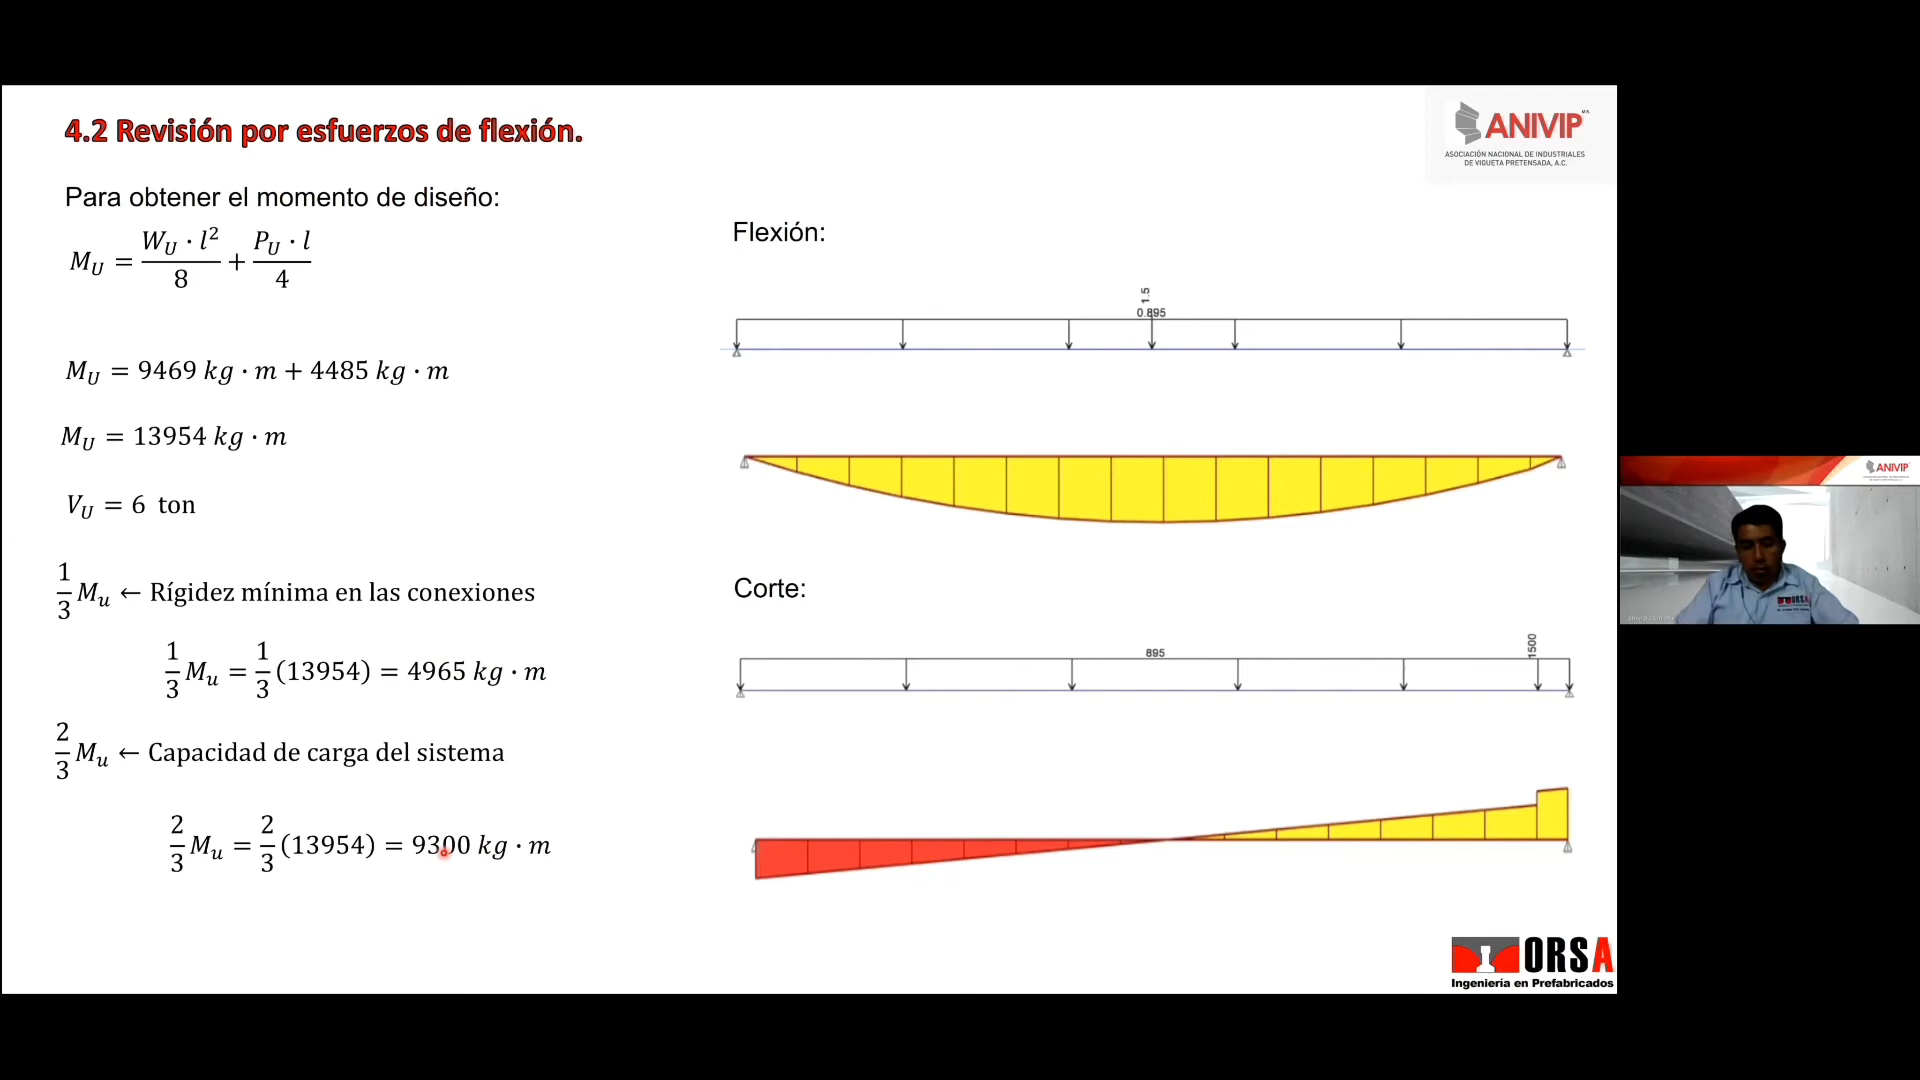 4.2 Revisión por esfuerzos de flexión.
ANIVIP
ASOCIACIÓN NACIONAL DE INDUSTRIALES
DE VIGUETA PRETENSADA, A.C.
Para obtener el momento de diseño:
M_U = W_U · l² / 8 + P_U · l / 4
M_U = 9469 kg · m + 4485 kg · m
M_U = 13954 kg · m
V_U = 6 ton
1/3 M_u ← Rígidez mínima en las conexiones
1/3 M_u = 1/3 (13954) = 4965 kg · m
2/3 M_u ← Capacidad de carga del sistema
2/3 M_u = 2/3 (13954) = 9300 kg · m
Flexión:
1.5
0.895
Corte:
895
1500
ORSA
Ingeniería en Prefabricados
ANIVIP
ORSA